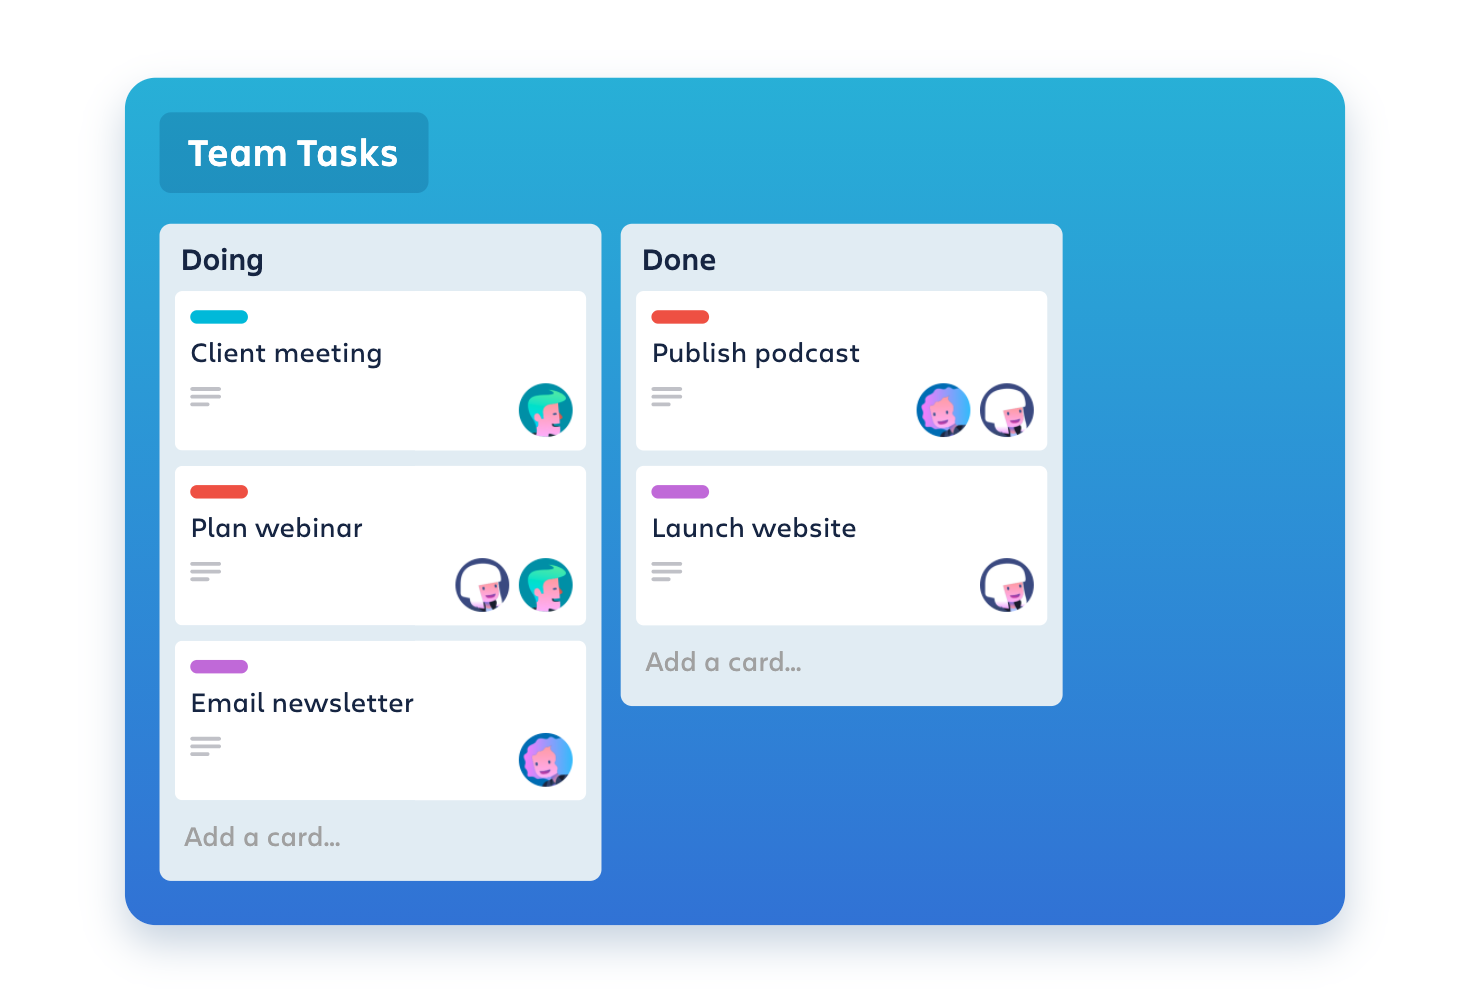 Team Tasks
Doing
Client meeting
Plan webinar
Email newsletter
Add a card...
Done
Publish podcast
Launch website
Add a card...